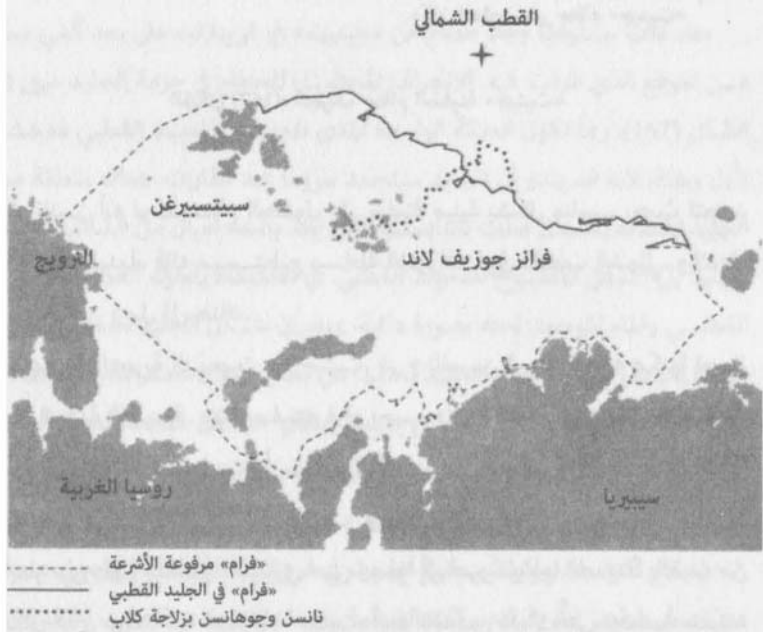 القطب الشمالي
سبيتسبيرغن
النرويج
فرانز جوزيف لاند
روسيا الغربية
سيبيريا
«فرام» مرفوعة الأشرعة
«فرام» في الجليد القطبي
نانسن وجوهانسن بزلاجة كلاب